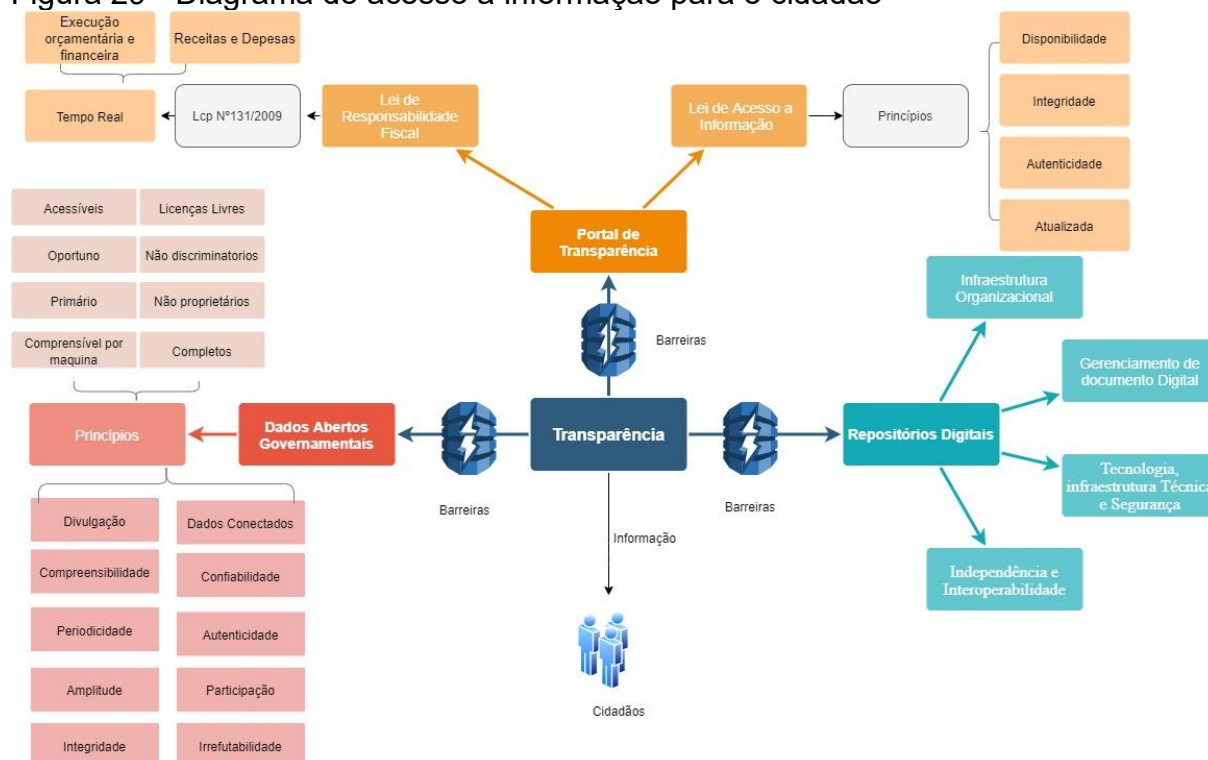 Figura 29 - Diagrama de acesso a informação para o cidadão
Execução
orçamentária e
financeira
Receitas e Depesas
Tempo Real
Lcp Nº131/2009
Lei de
Responsabilidade
Fiscal
Lei de Acesso a
Informação
Princípios
Disponibilidade
Integridade
Autenticidade
Atualizada
Acessíveis
Licenças Livres
Oportuno
Não discriminatorios
Primário
Não proprietários
Comprensível por
maquina
Completos
Portal de
Transparência
Barreiras
Infraestrutura
Organizacional
Gerenciamento de
documento Digital
Princípios
Dados Abertos
Governamentais
Barreiras
Transparência
Barreiras
Repositórios Digitais
Tecnologia,
infraestrutura Técnica
e Segurança
Independência e
Interoperabilidade
Informação
Cidadãos
Divulgação
Dados Conectados
Compreensibilidade
Confiabilidade
Periodicidade
Autenticidade
Amplitude
Participação
Integridade
Irrefutabilidade